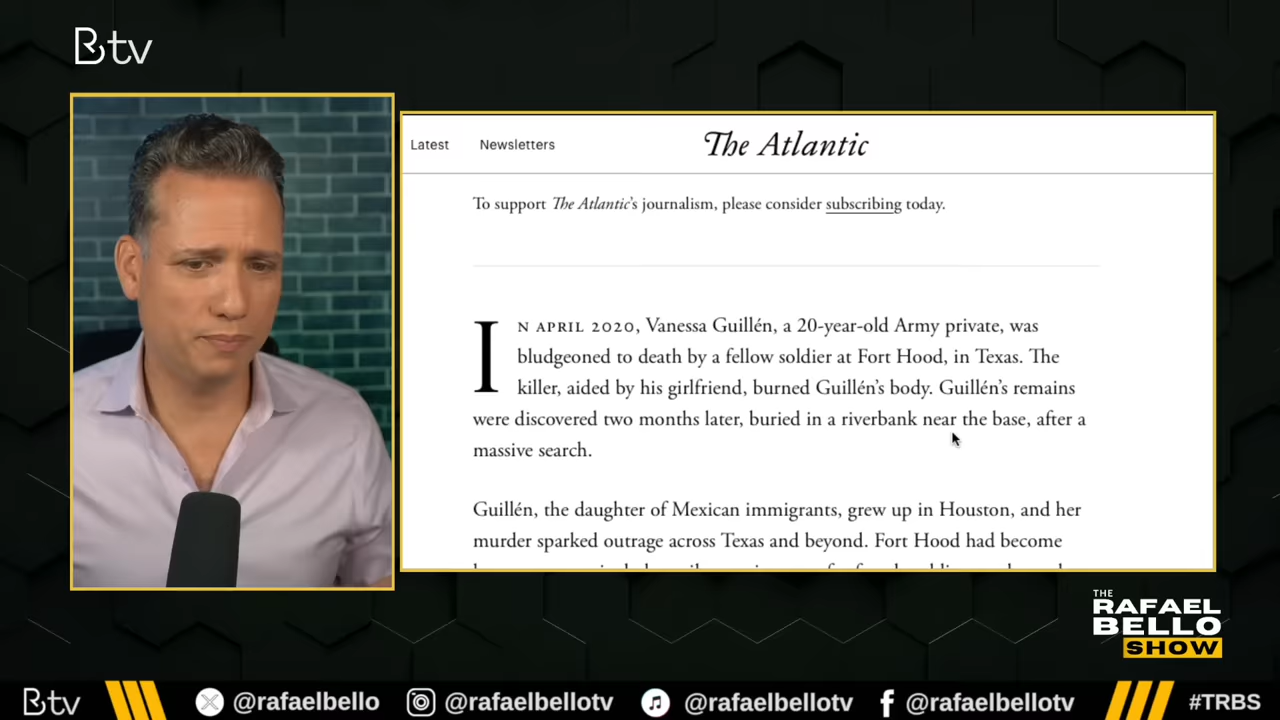 Btv
Latest
Newsletters
The Atlantic
To support The Atlantic's journalism, please consider subscribing today.
IN APRIL 2020, Vanessa Guillén, a 20-year-old Army private, was
bludgeoned to death by a fellow soldier at Fort Hood, in Texas. The
killer, aided by his girlfriend, burned Guillén's body. Guillén's remains
were discovered two months later, buried in a riverbank near the base, after a
massive search.
Guillén, the daughter of Mexican immigrants, grew up in Houston, and her
murder sparked outrage across Texas and beyond. Fort Hood had become
THE
RAFAEL
BELLO
SHOW
Btv
@rafaelbello
@rafaelbellotv
@rafaelbellotv
@rafaelbellotv
#TRBS